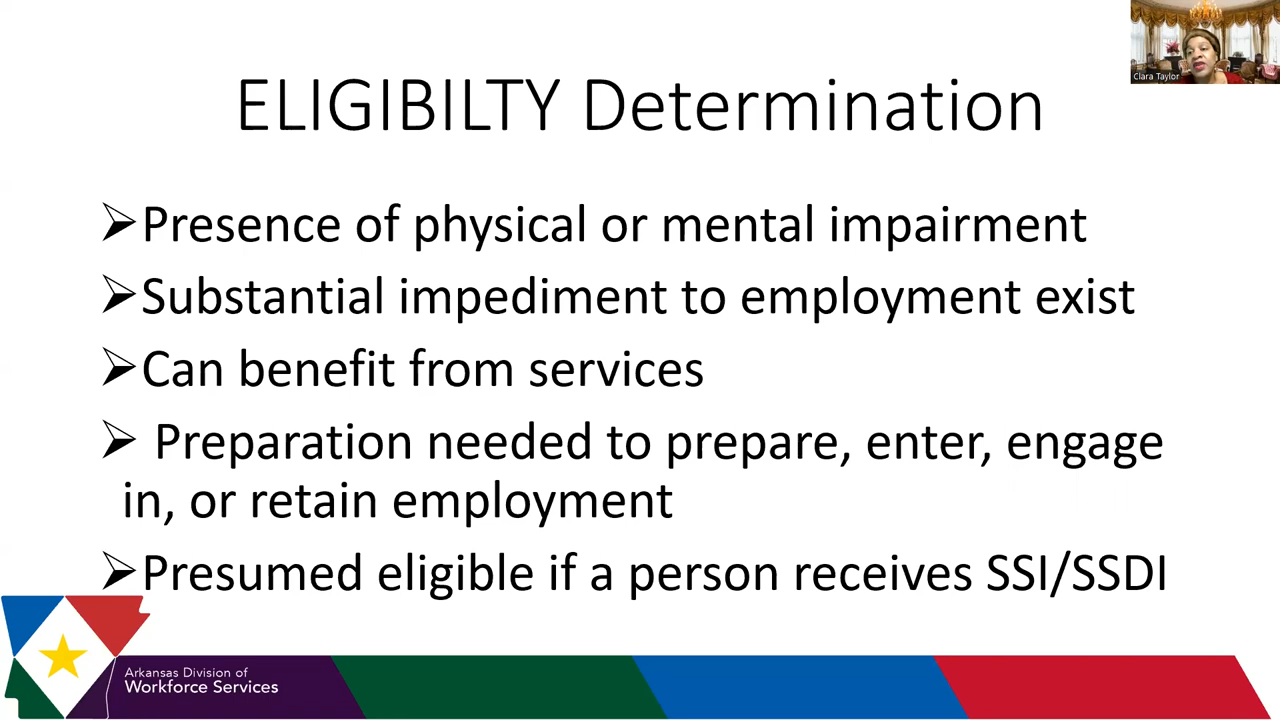 Clara Taylor
ELIGIBILTY Determination
➢Presence of physical or mental impairment
➢Substantial impediment to employment exist
➢Can benefit from services
➢ Preparation needed to prepare, enter, engage
in, or retain employment
➢Presumed eligible if a person receives SSI/SSDI
Arkansas Division of
Workforce Services